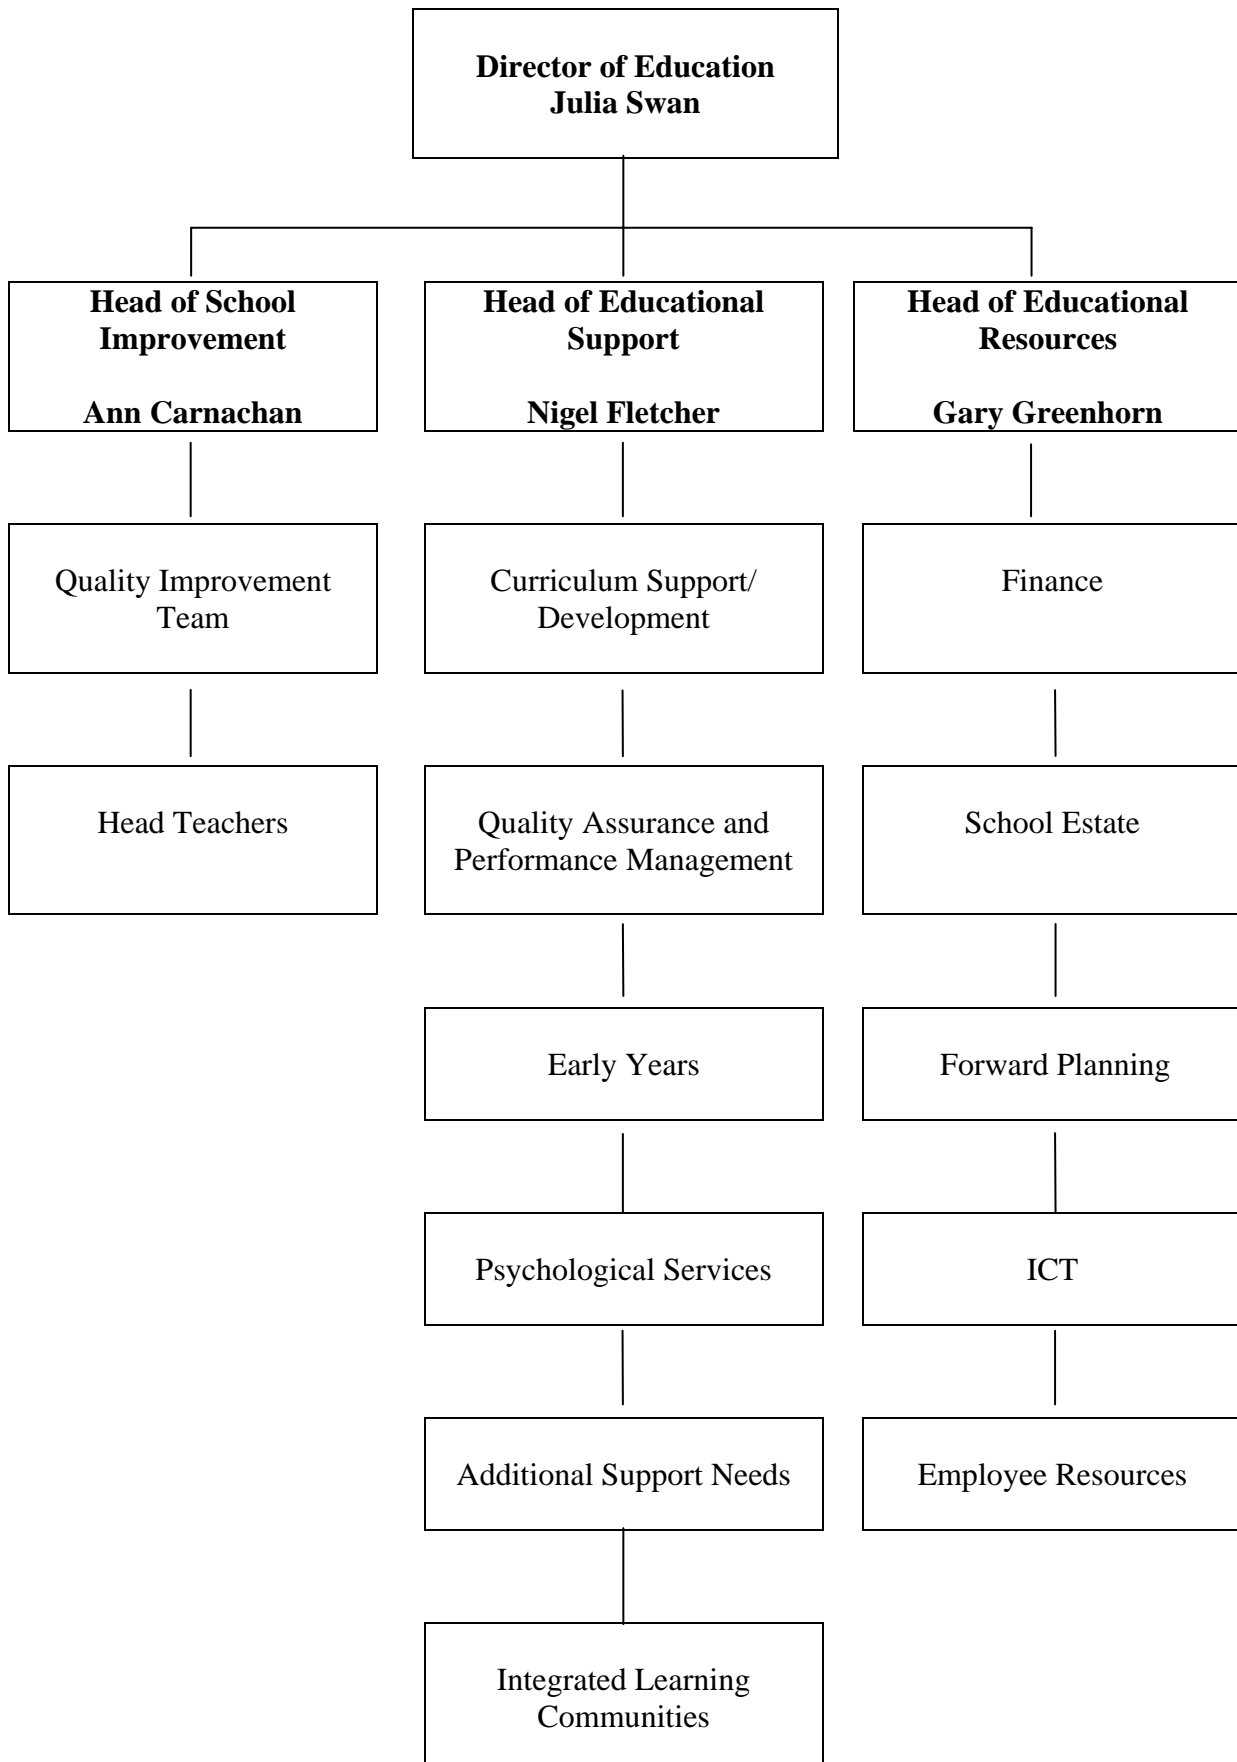 Director of Education
Julia Swan
Head of School
Improvement
Ann Carnachan
Head of Educational
Support
Nigel Fletcher
Head of Educational
Resources
Gary Greenhorn
Quality Improvement
Team
Curriculum Support/
Development
Finance
Head Teachers
Quality Assurance and
Performance Management
School Estate
Early Years
Forward Planning
Psychological Services
ICT
Additional Support Needs
Employee Resources
Integrated Learning
Communities